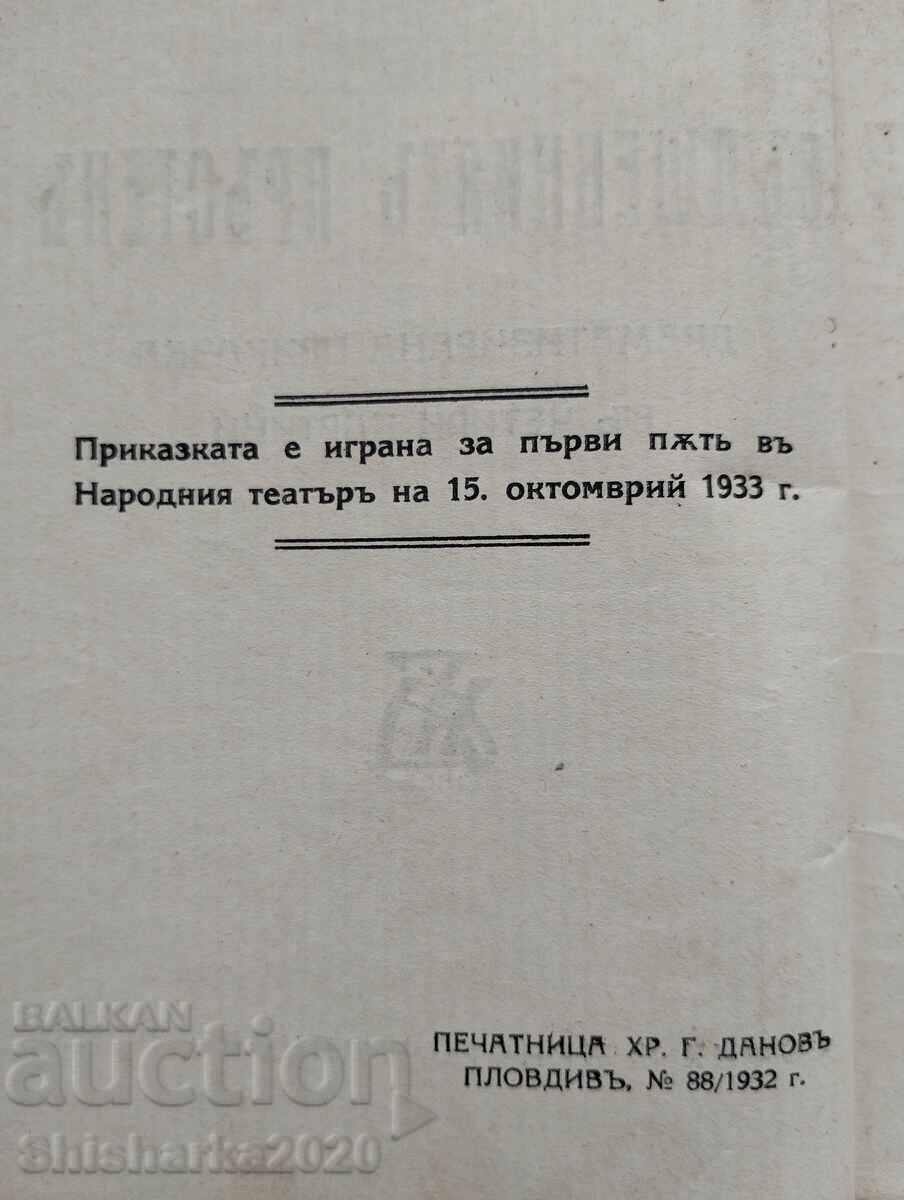 Приказката е играна за първи пѫть въ
Народния театъръ на 15. октомврий 1933 г.
ПЕЧАТНИЦА ХР. Г. ДАНОВЪ
ПЛОВДИВЪ, № 88/1932 г.
BALKAN
auction
Shisharka2020